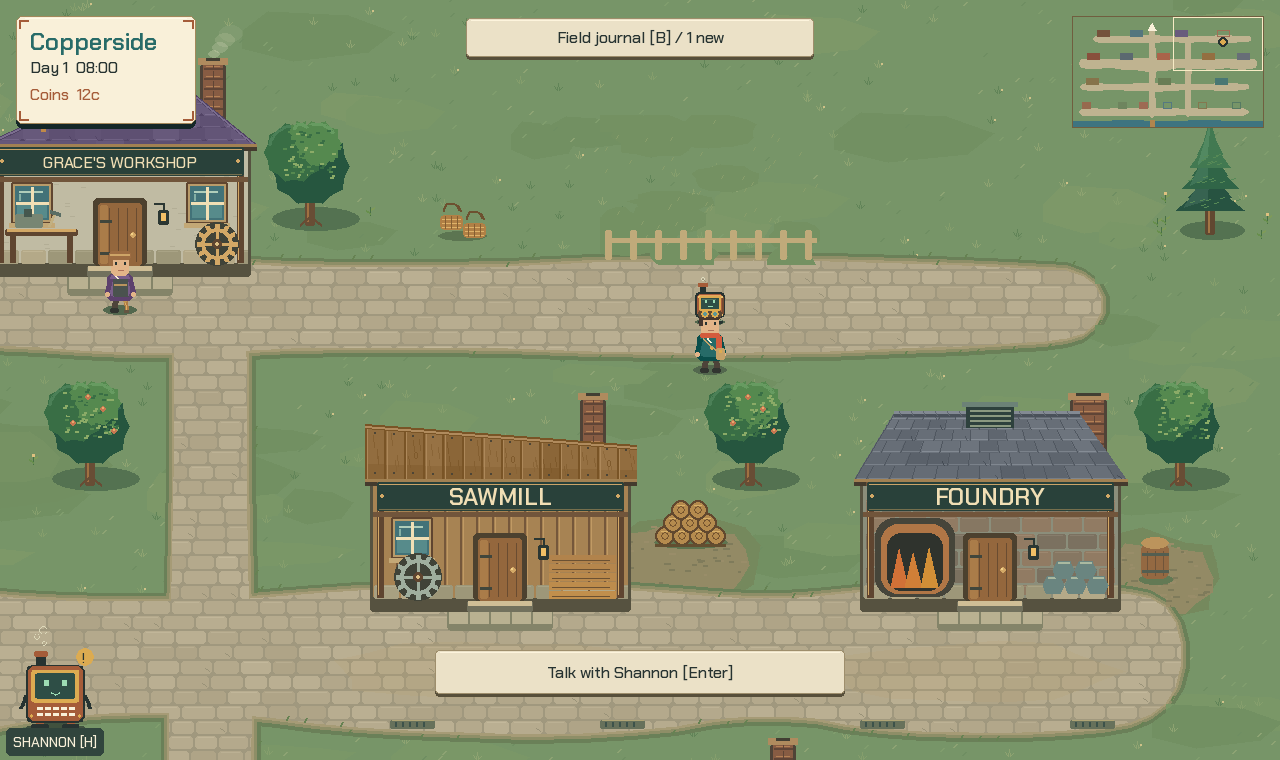 Copperside
Day 1 08:00
Coins 12c
Field journal [B] / 1 new
GRACE'S WORKSHOP
SAWMILL
FOUNDRY
!
Talk with Shannon [Enter]
SHANNON [H]